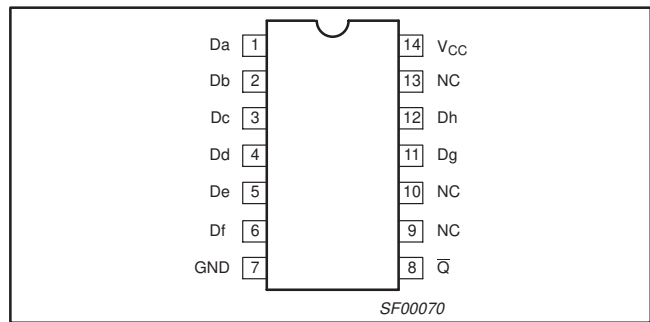 Da 1 14 VCC
Db 2 13 NC
Dc 3 12 Dh
Dd 4 11 Dg
De 5 10 NC
Df 6 9 NC
GND 7 8 Q̅
SF00070